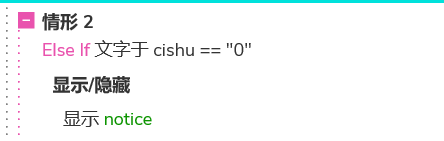 情形 2
Else If 文字于 cishu == "0"
显示/隐藏
显示 notice